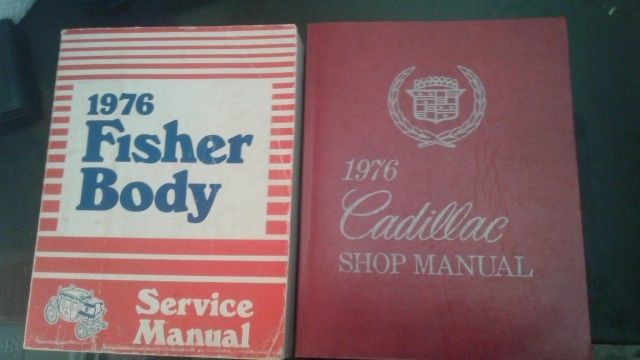 1976
Fisher
Body
Service
Manual
1976
Cadillac
SHOP MANUAL